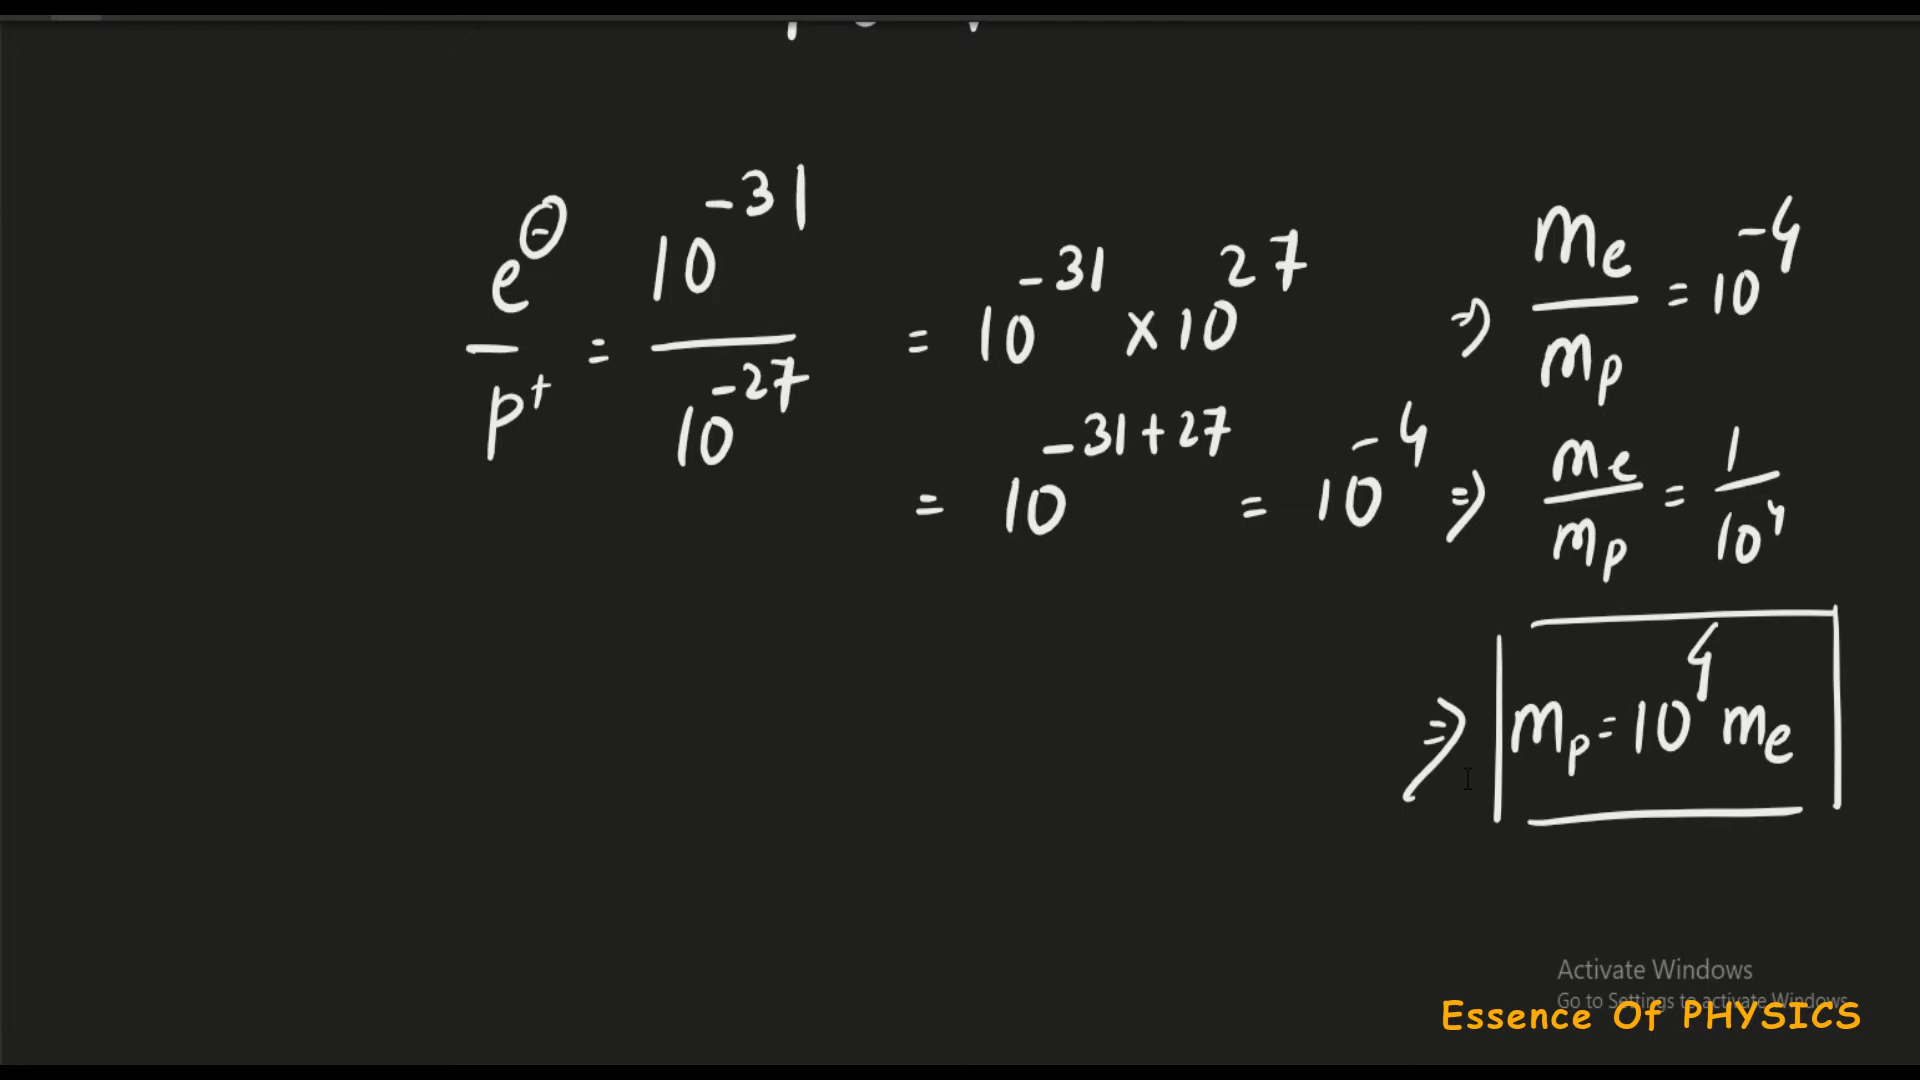 e⊖/p⁺ = 10⁻³¹/10⁻²⁷ = 10⁻³¹ × 10²⁷ ⇒ mₑ/mₚ = 10⁻⁴
= 10⁻³¹⁺²⁷ = 10⁻⁴ ⇒ mₑ/mₚ = 1/10⁴
⇒ mₚ = 10⁴ mₑ
Activate Windows
Go to Settings to activate Windows.
Essence Of PHYSICS